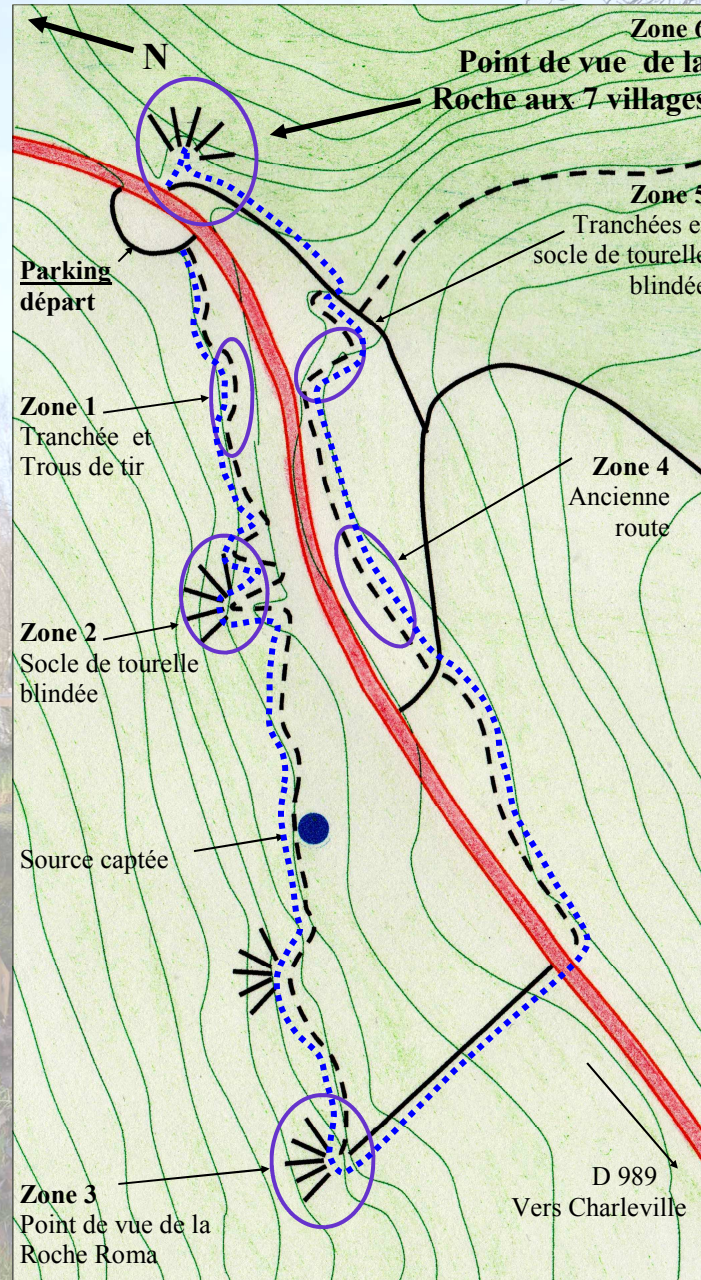 N
Zone 6
Point de vue de la
Roche aux 7 villages
Zone 5
Tranchées e
socle de tourelle
blindée
Parking
départ
Zone 1
Tranchée et
Trous de tir
Zone 4
Ancienne
route
Zone 2
Socle de tourelle
blindée
Source captée
Zone 3
Point de vue de la
Roche Roma
D 989
Vers Charleville